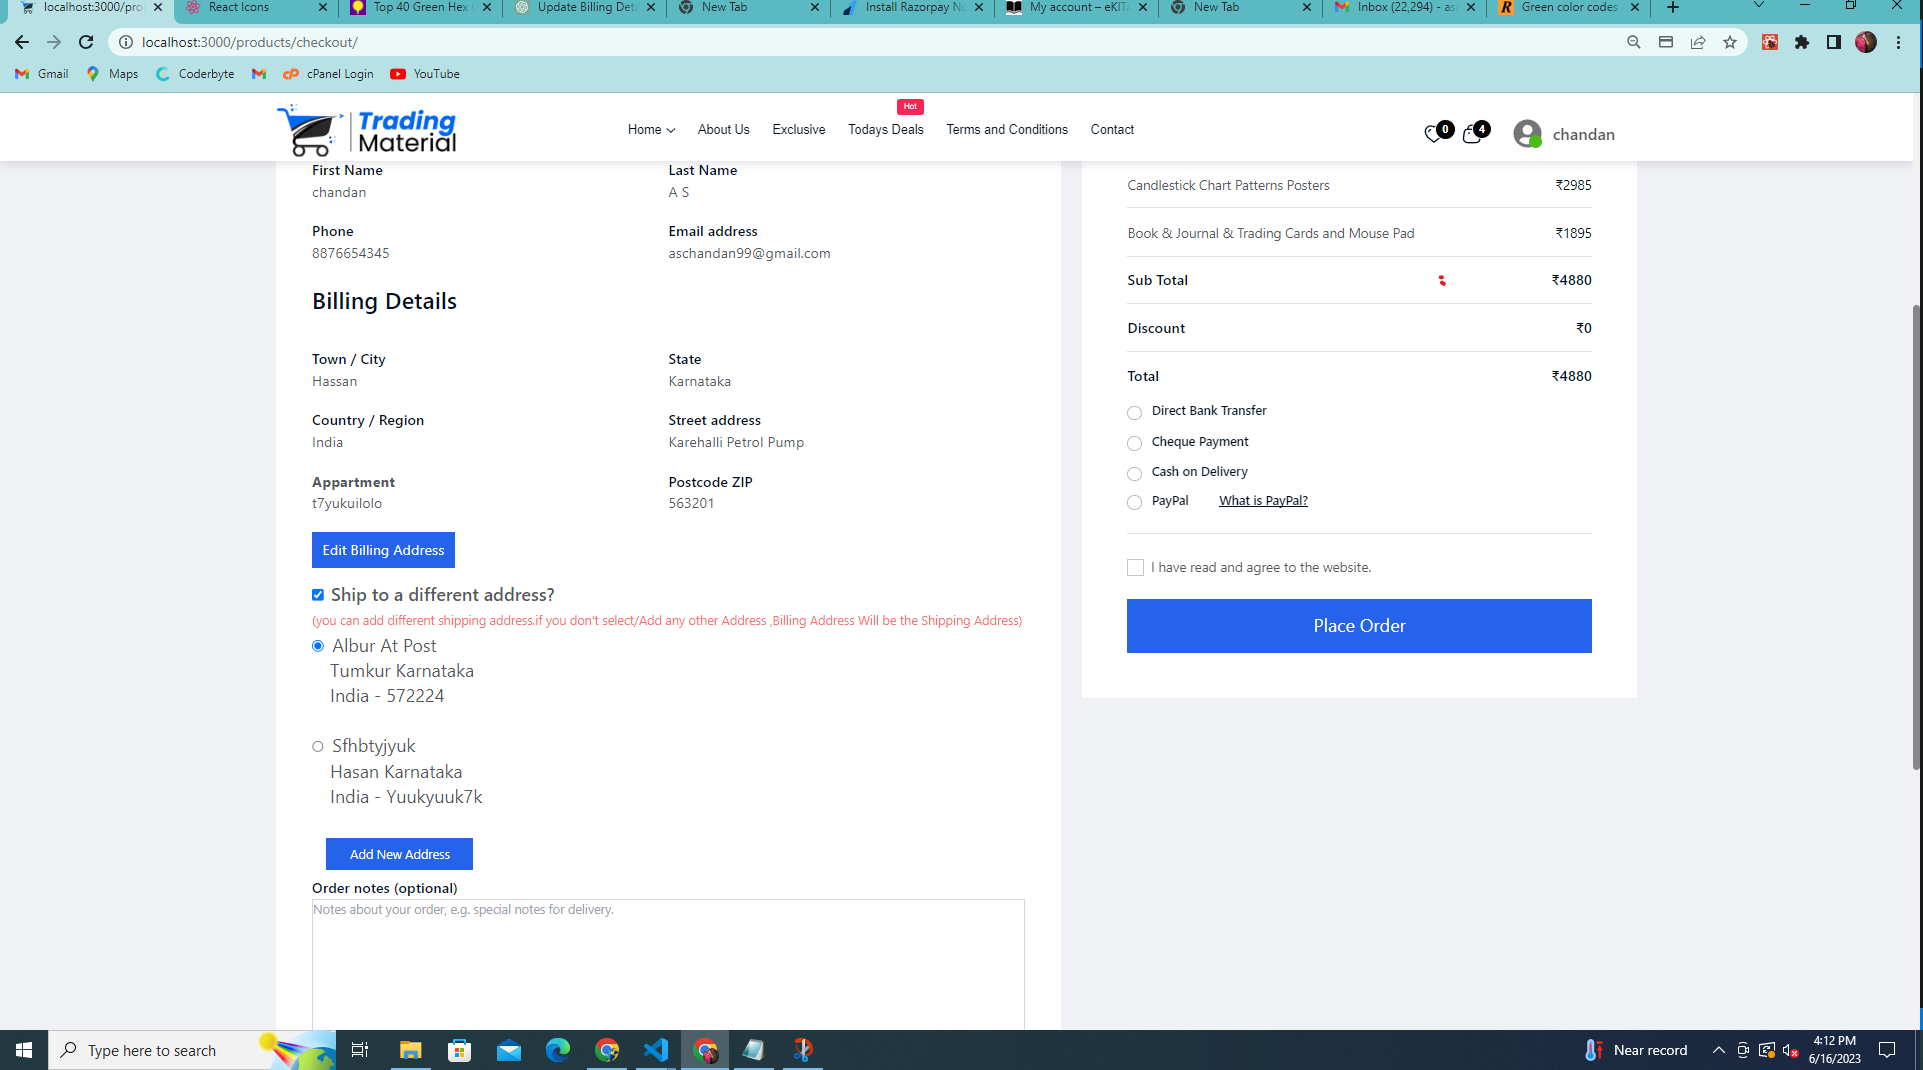 localhost:3000/pro
React Icons
Top 40 Green Hex
Update Billing Deta
New Tab
Install Razorpay No
My account – eKIT
New Tab
Inbox (22,294) - as
Green color codes
localhost:3000/products/checkout/
Gmail
Maps
Coderbyte
cPanel Login
YouTube
Trading
Material
Home
About Us
Exclusive
Hot
Todays Deals
Terms and Conditions
Contact
0
4
chandan
First Name
Last Name
chandan
A S
Phone
Email address
8876654345
aschandan99@gmail.com
Billing Details
Town / City
State
Hassan
Karnataka
Country / Region
Street address
India
Karehalli Petrol Pump
Appartment
Postcode ZIP
t7yukuilolo
563201
Edit Billing Address
Ship to a different address?
(you can add different shipping address.if you don't select/Add any other Address ,Billing Address Will be the Shipping Address)
Albur At Post
Tumkur Karnataka
India - 572224
Sfhbtyjyuk
Hasan Karnataka
India - Yuukyuuk7k
Add New Address
Order notes (optional)
Notes about your order, e.g. special notes for delivery.
Candlestick Chart Patterns Posters ₹2985
Book & Journal & Trading Cards and Mouse Pad ₹1895
Sub Total ₹4880
Discount ₹0
Total ₹4880
Direct Bank Transfer
Cheque Payment
Cash on Delivery
PayPal What is PayPal?
I have read and agree to the website.
Place Order
Type here to search
Near record
4:12 PM
6/16/2023